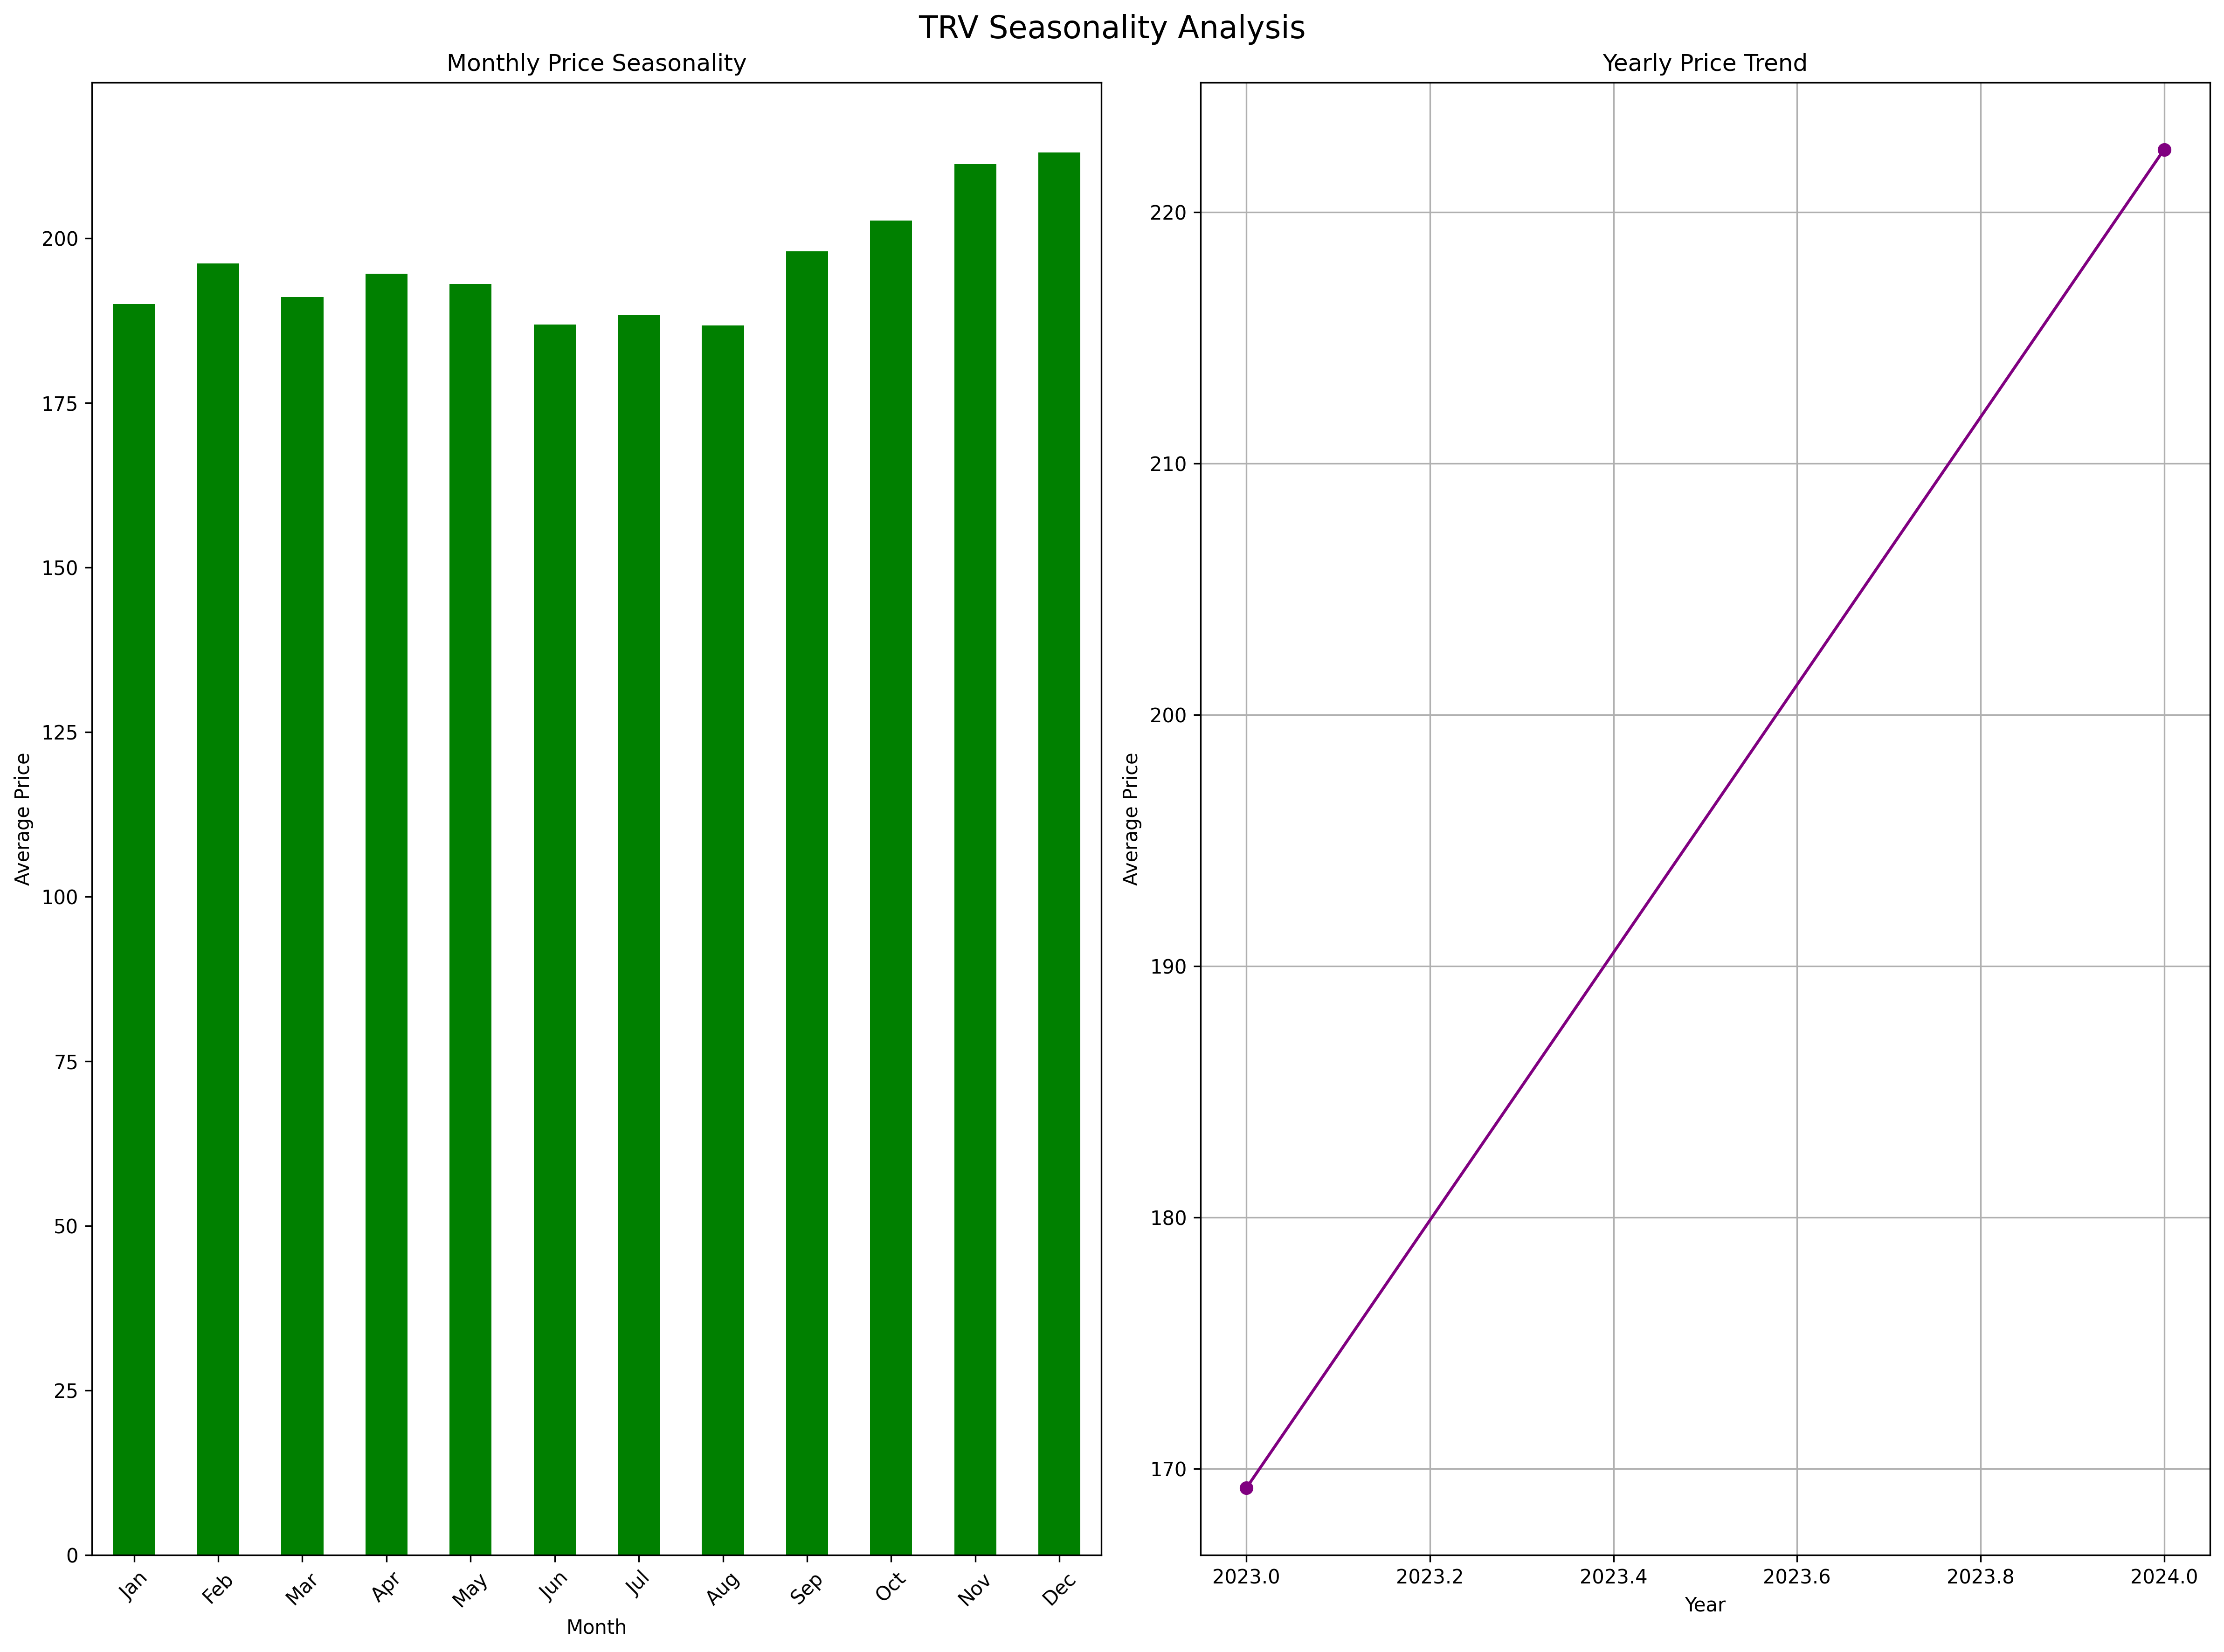 TRV Seasonality Analysis
Monthly Price Seasonality
Average Price
200
175
150
125
100
75
50
25
0
Jan
Feb
Mar
Apr
May
Jun
Jul
Aug
Sep
Oct
Nov
Dec
Month
Yearly Price Trend
Average Price
220
210
200
190
180
170
2023.0
2023.2
2023.4
2023.6
2023.8
2024.0
Year